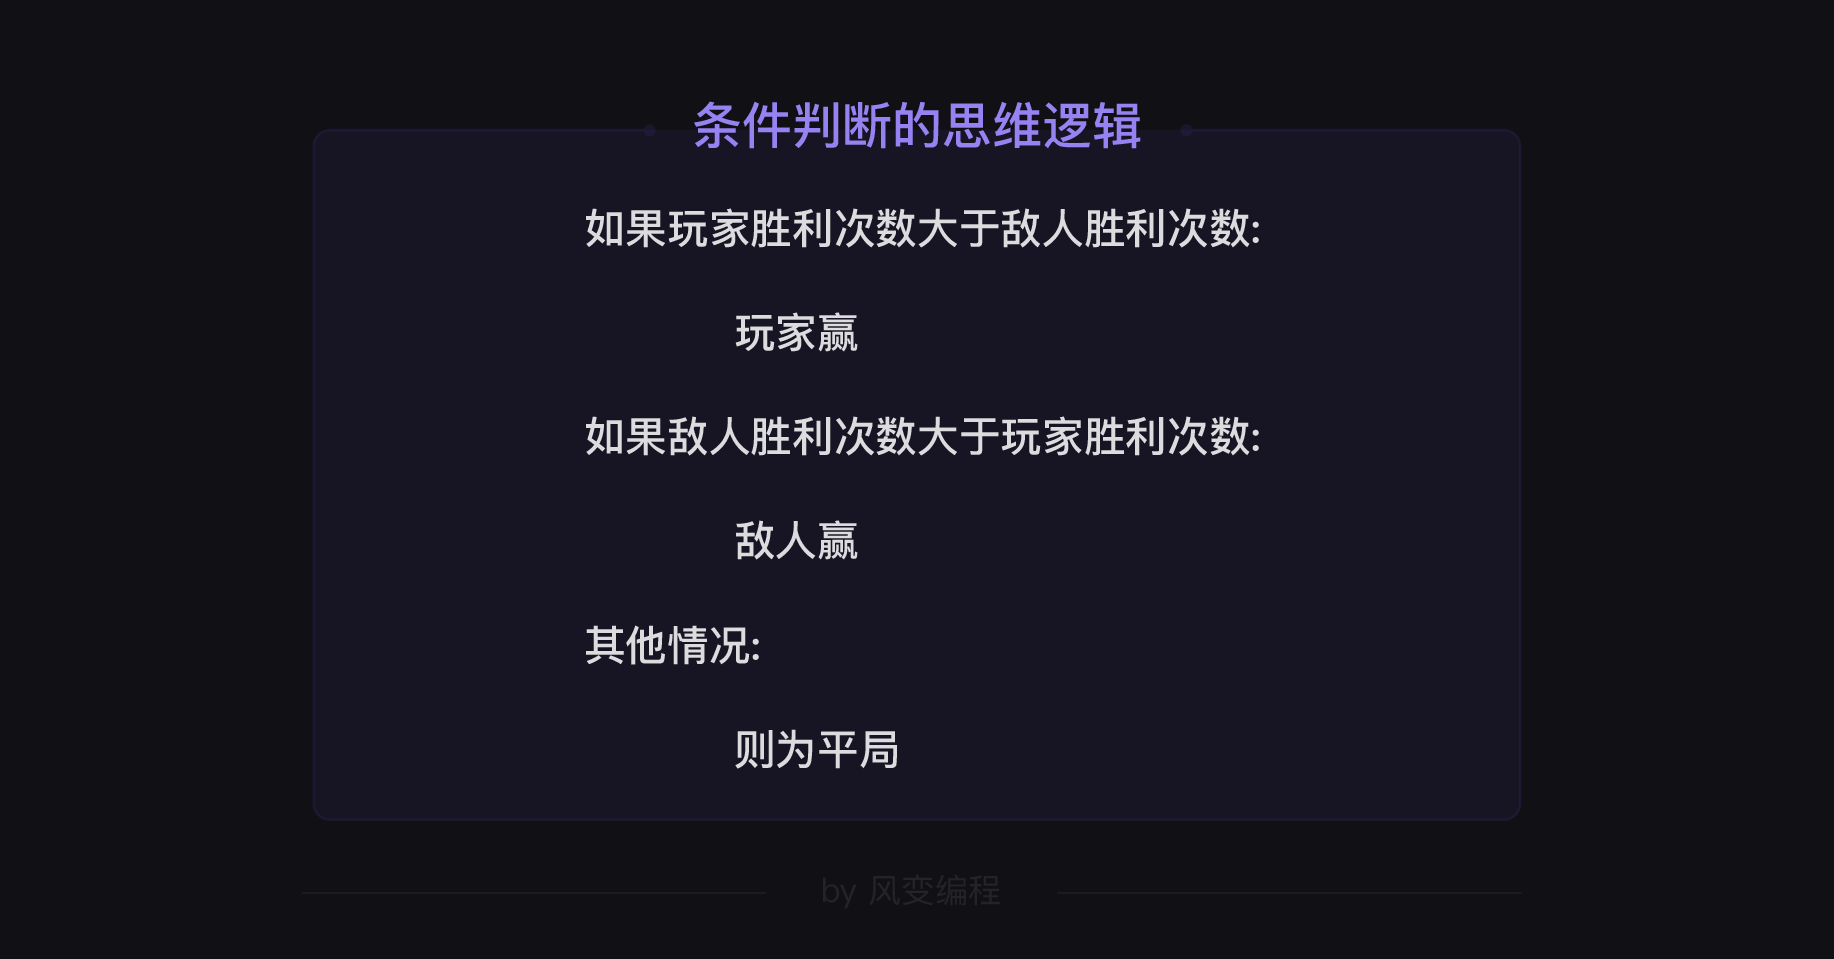 条件判断的思维逻辑
如果玩家胜利次数大于敌人胜利次数:
玩家赢
如果敌人胜利次数大于玩家胜利次数:
敌人赢
其他情况:
则为平局
by 风变编程